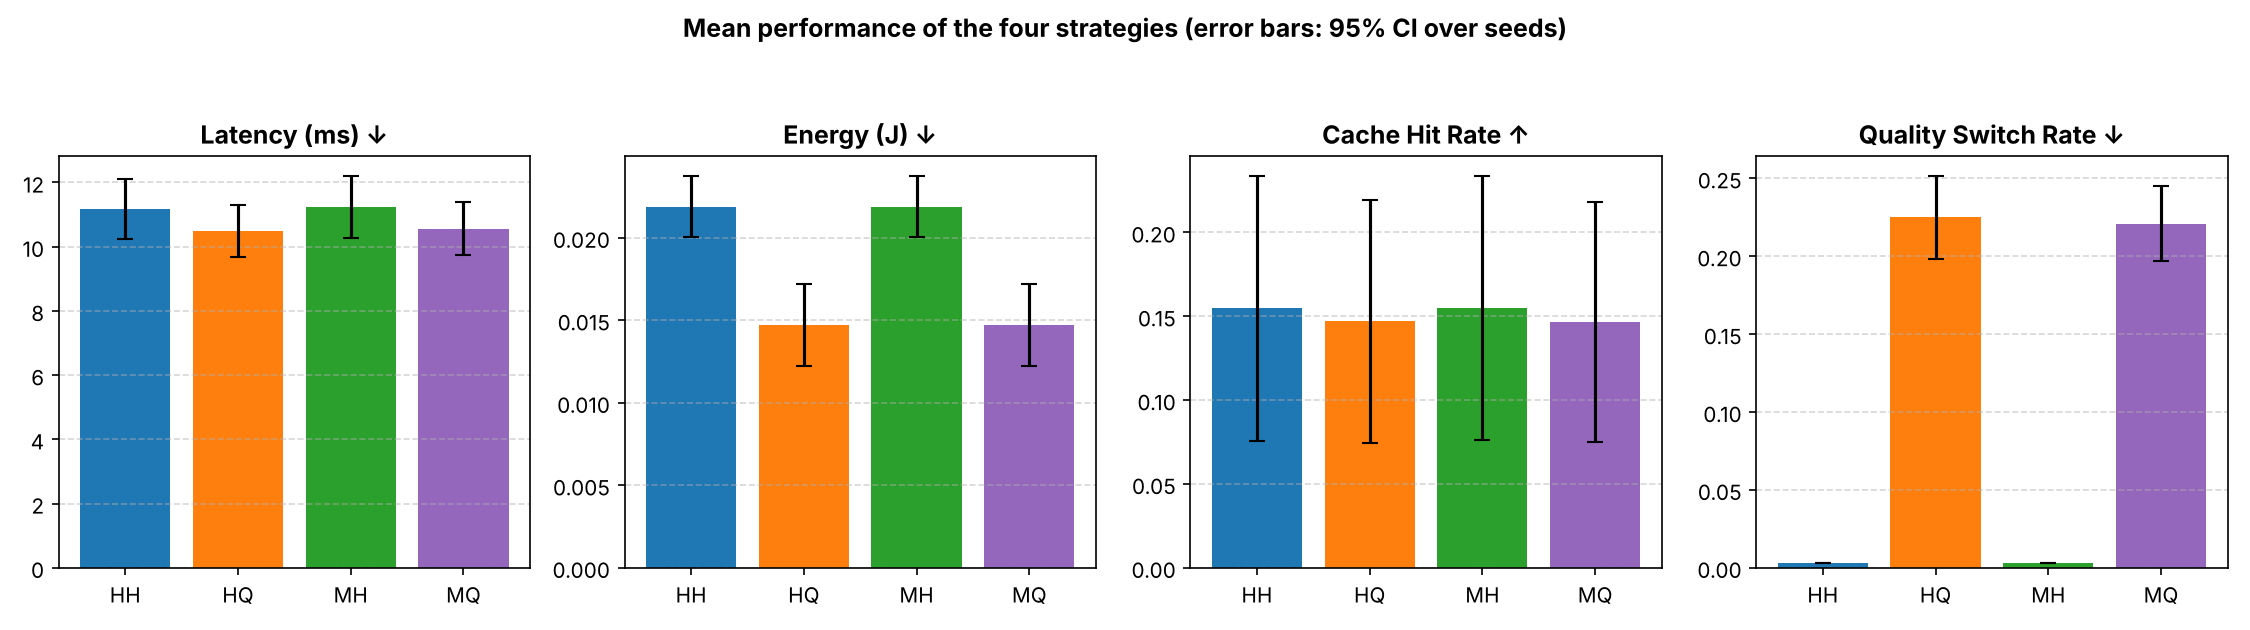 Mean performance of the four strategies (error bars: 95% CI over seeds)
Latency (ms) ↓
12
10
8
6
4
2
0
HH HQ MH MQ
Energy (J) ↓
0.020
0.015
0.010
0.005
0.000
HH HQ MH MQ
Cache Hit Rate ↑
0.20
0.15
0.10
0.05
0.00
HH HQ MH MQ
Quality Switch Rate ↓
0.25
0.20
0.15
0.10
0.05
0.00
HH HQ MH MQ